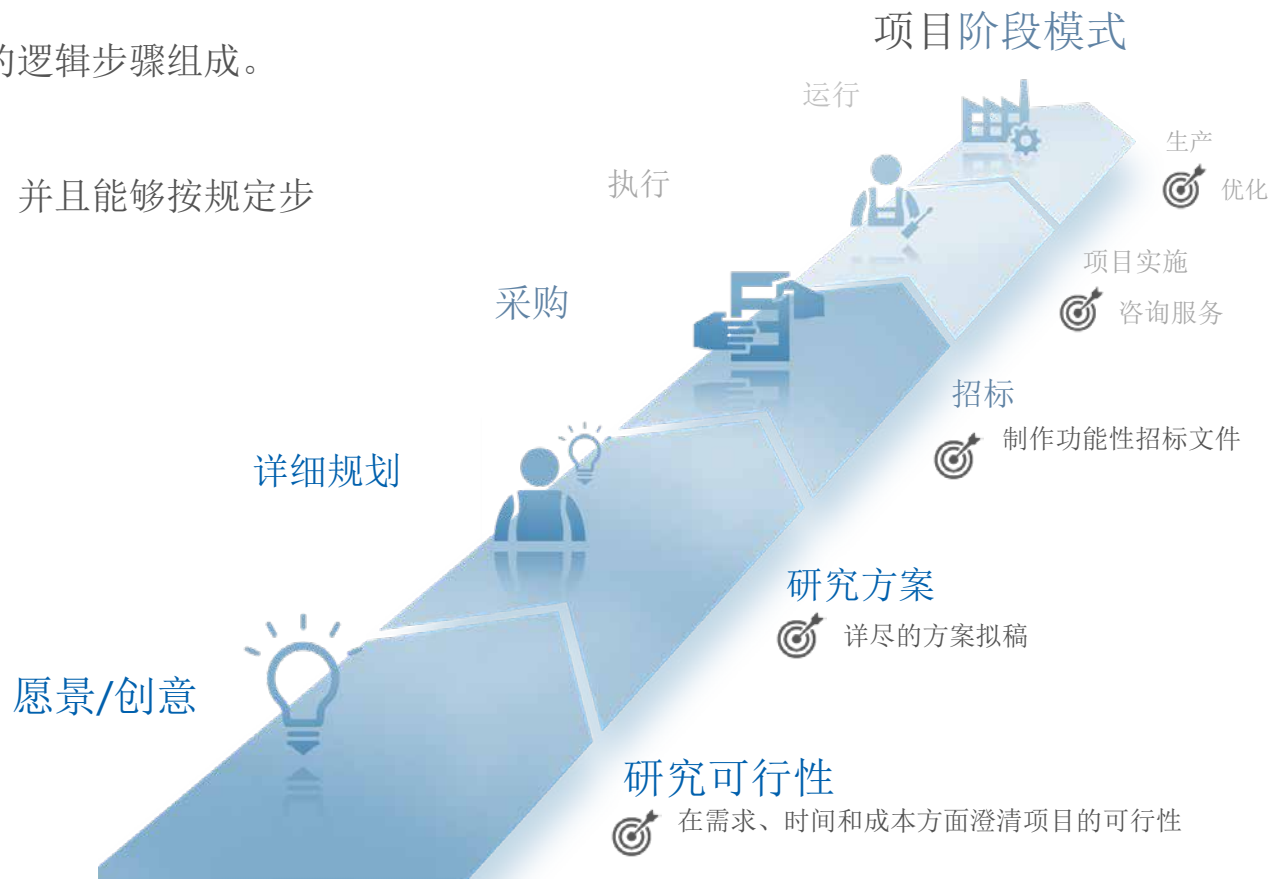 项目阶段模式
的逻辑步骤组成。
运行
生产
优化
并且能够按规定步
执行
项目实施
咨询服务
采购
招标
制作功能性招标文件
详细规划
研究方案
详尽的方案拟稿
愿景/创意
研究可行性
在需求、时间和成本方面澄清项目的可行性